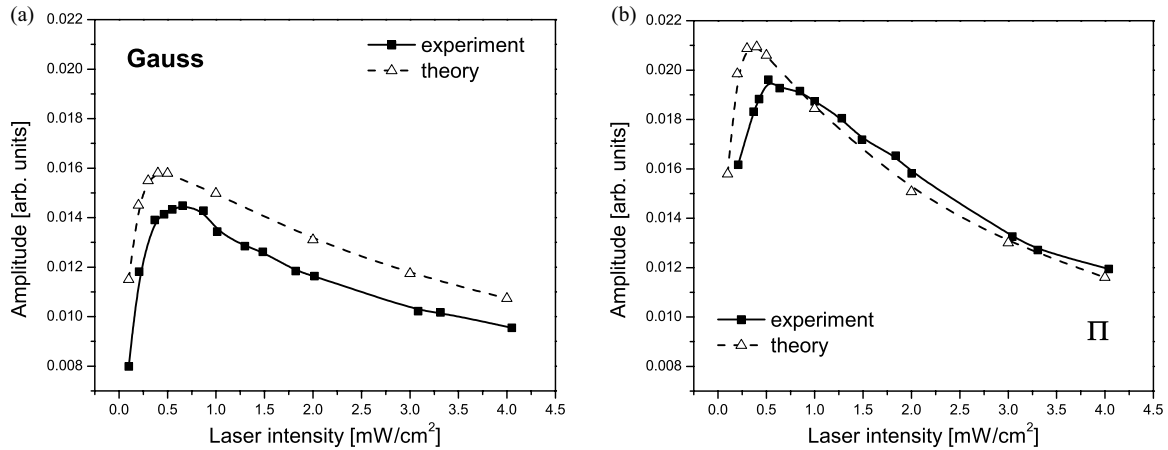 (a)
0.022
0.020
0.018
0.016
0.014
0.012
0.010
0.008
Amplitude [arb. units]
Gauss
experiment
theory
0.0 0.5 1.0 1.5 2.0 2.5 3.0 3.5 4.0 4.5
Laser intensity [mW/cm²]
(b)
0.022
0.020
0.018
0.016
0.014
0.012
0.010
0.008
Amplitude [arb. units]
experiment
theory
Π
0.0 0.5 1.0 1.5 2.0 2.5 3.0 3.5 4.0 4.5
Laser intensity [mW/cm²]